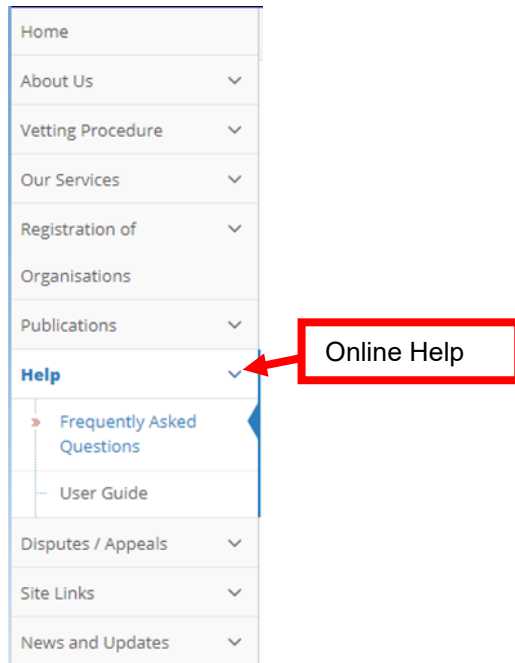 Home
About Us
Vetting Procedure
Our Services
Registration of
Organisations
Publications
Online Help
Help
» Frequently Asked
Questions
User Guide
Disputes / Appeals
Site Links
News and Updates